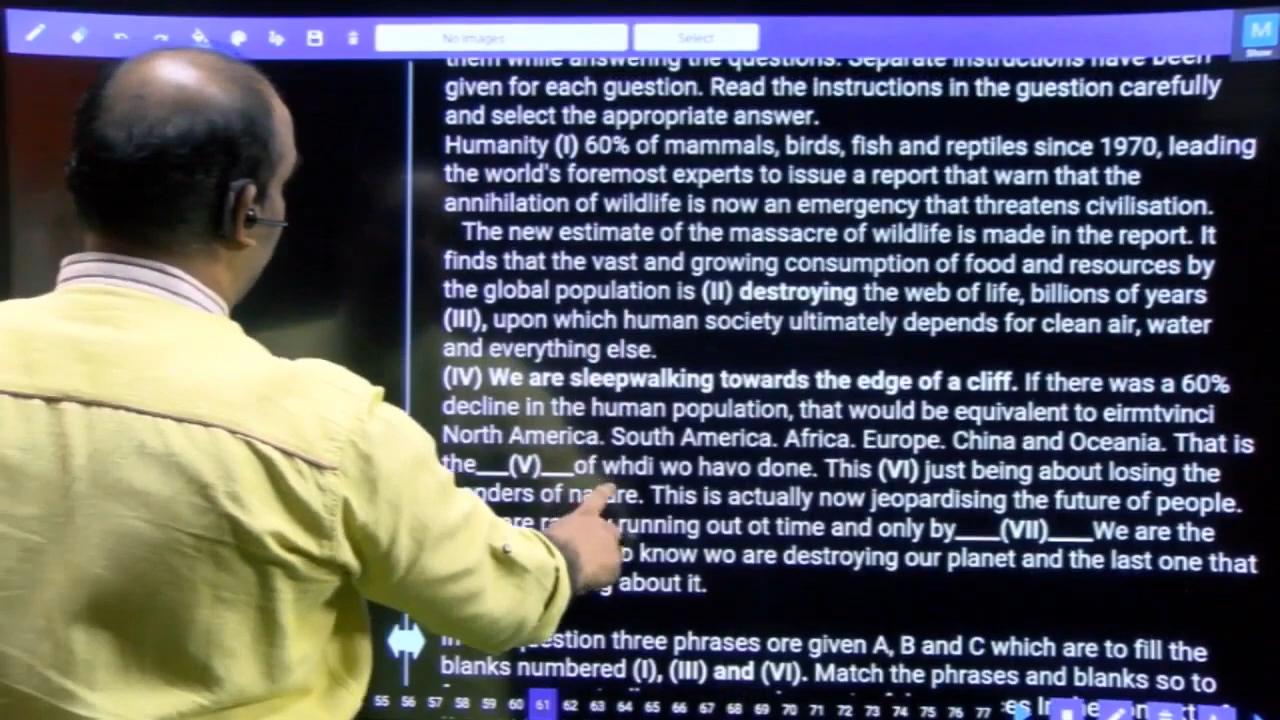 No images
Select
M
Show
them while answering the questions. Separate instructions have been
given for each guestion. Read the instructions in the guestion carefully
and select the appropriate answer.
Humanity (I) 60% of mammals, birds, fish and reptiles since 1970, leading
the world's foremost experts to issue a report that warn that the
annihilation of wildlife is now an emergency that threatens civilisation.
The new estimate of the massacre of wildlife is made in the report. It
finds that the vast and growing consumption of food and resources by
the global population is (II) destroying the web of life, billions of years
(III), upon which human society ultimately depends for clean air, water
and everything else.
(IV) We are sleepwalking towards the edge of a cliff. If there was a 60%
decline in the human population, that would be equivalent to eirmtvinci
North America. South America. Africa. Europe. China and Oceania. That is
the___(V)___of whdi wo havo done. This (VI) just being about losing the
of nature. This is actually now jeopardising the future of people.
are running out ot time and only by____(VII)____We are the
know wo are destroying our planet and the last one that
about it.
three phrases ore given A, B and C which are to fill the
blanks numbered (I), (III) and (VI). Match the phrases and blanks so to
55 56 57 58 59 60 61 62 63 64 65 66 67 68 69 70 71 72 73 74 75 76 77